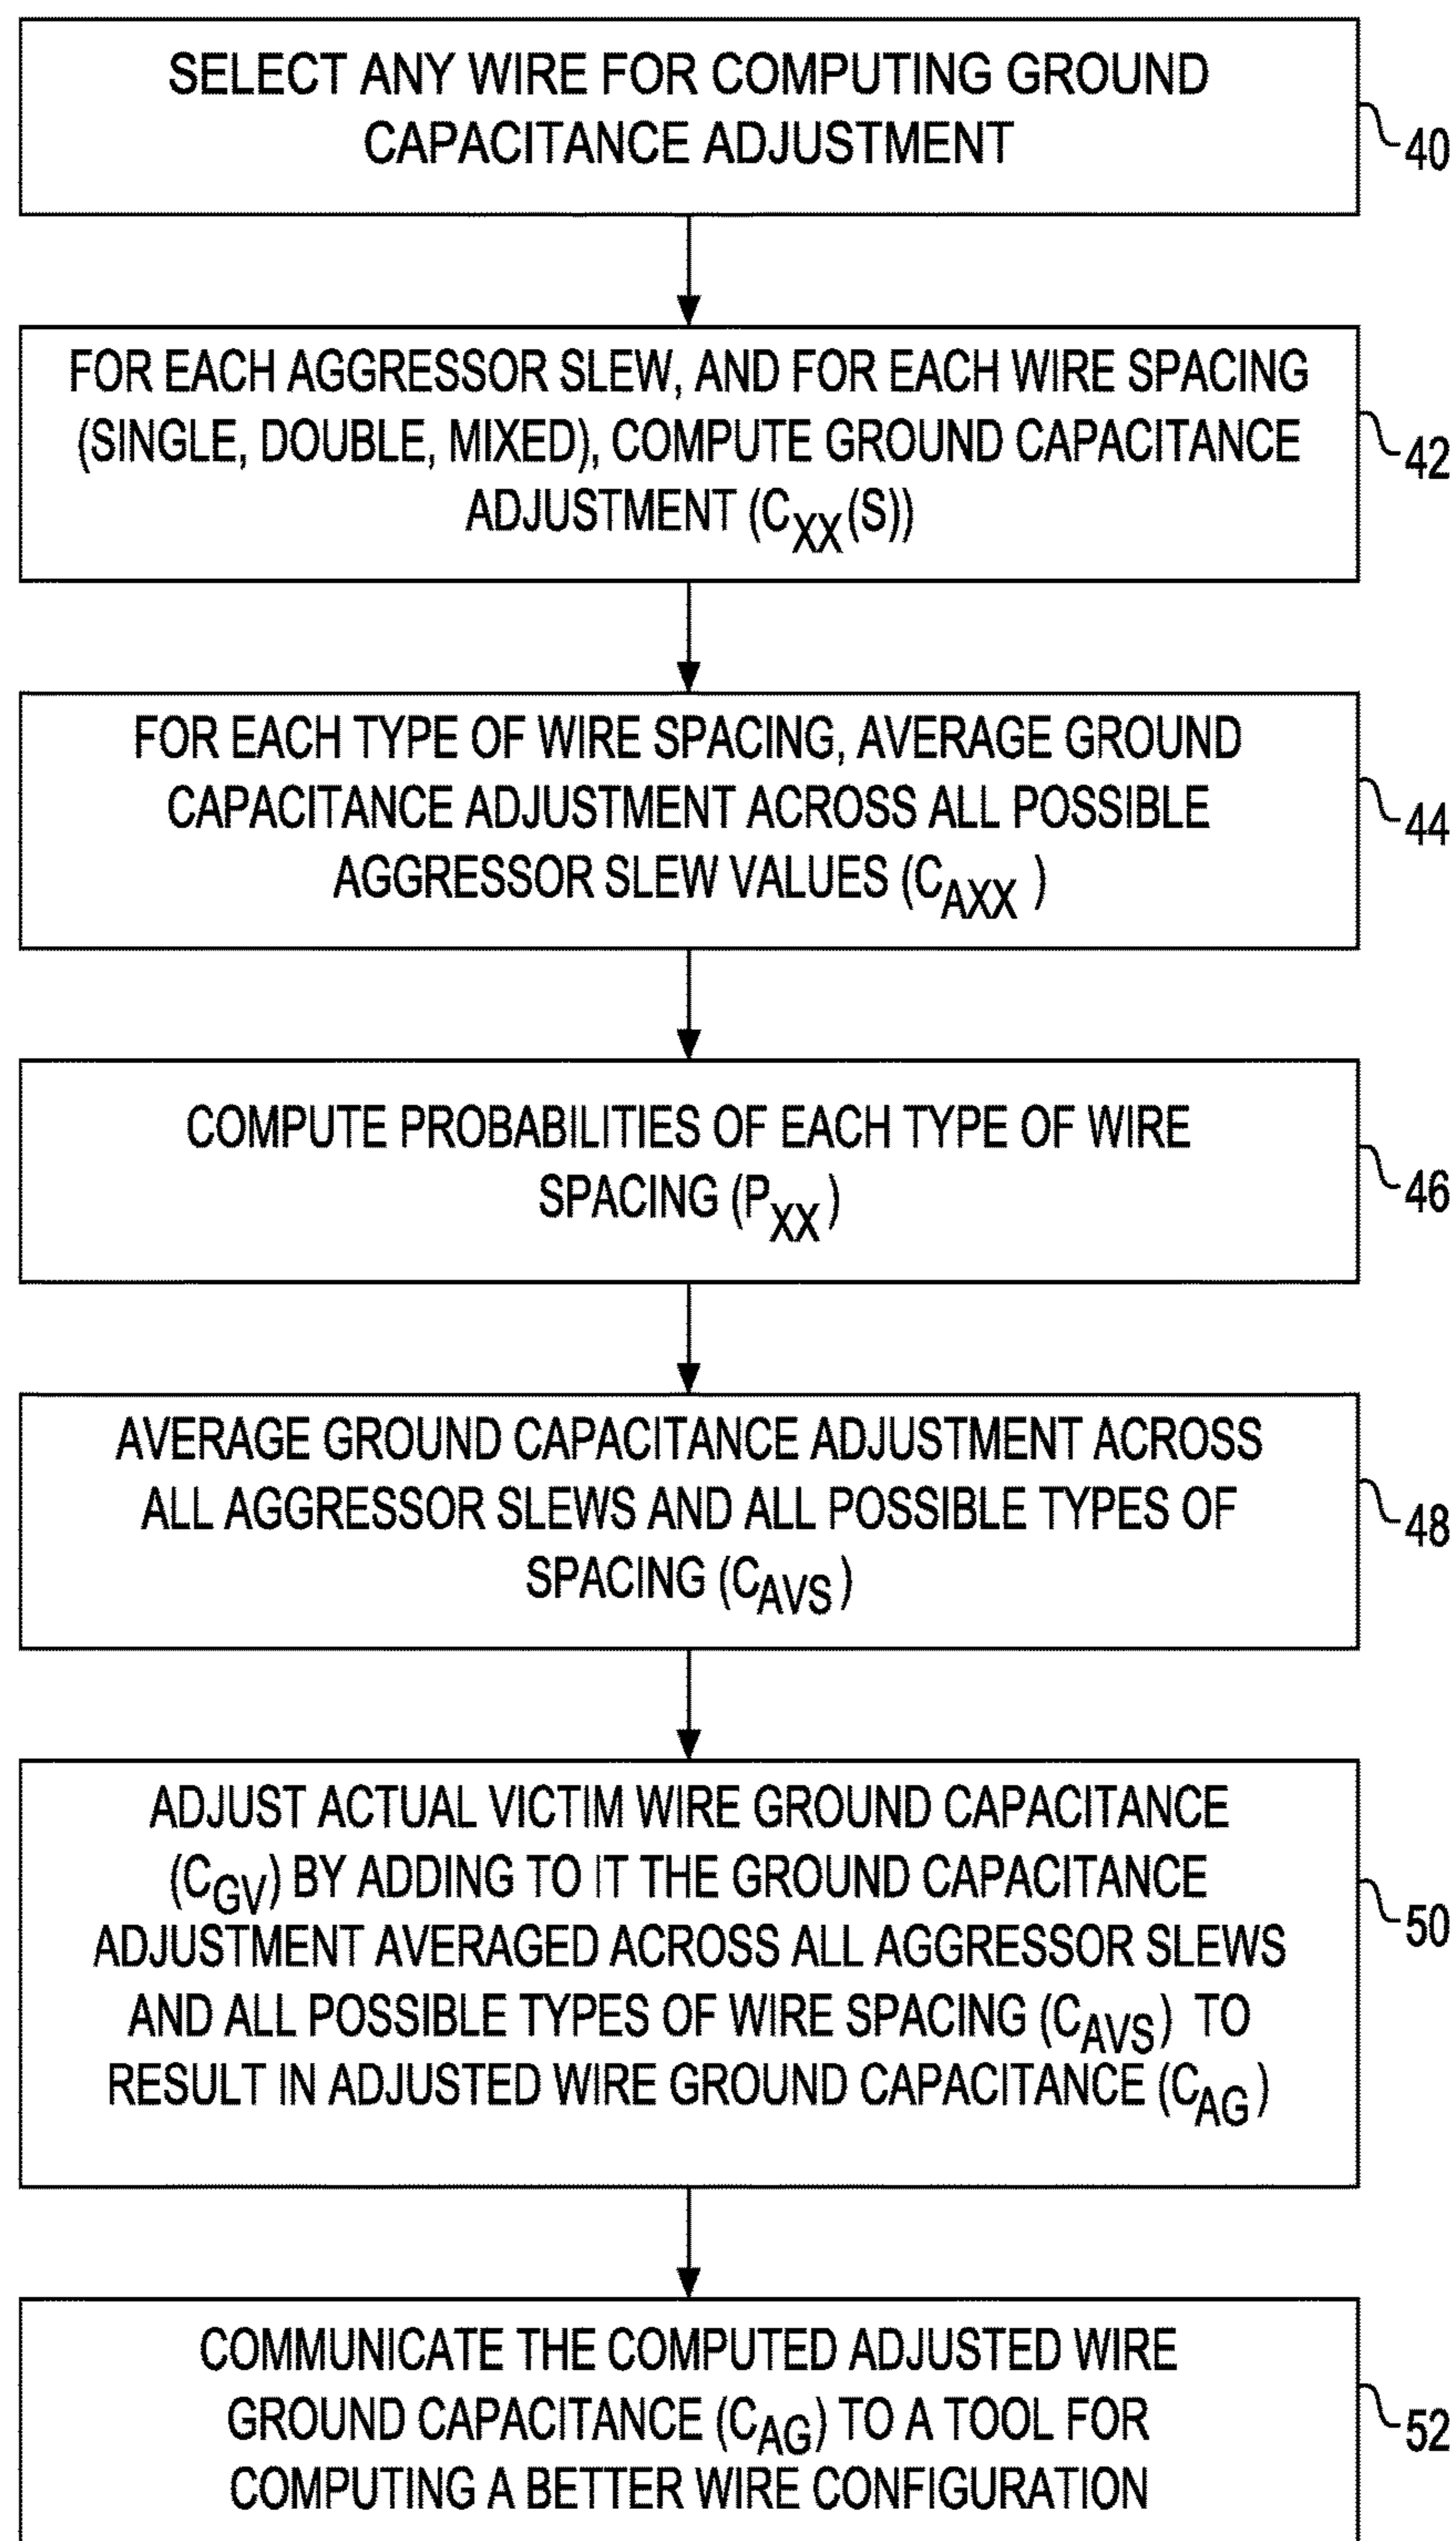 SELECT ANY WIRE FOR COMPUTING GROUND
CAPACITANCE ADJUSTMENT
40
FOR EACH AGGRESSOR SLEW, AND FOR EACH WIRE SPACING
(SINGLE, DOUBLE, MIXED), COMPUTE GROUND CAPACITANCE
ADJUSTMENT (CXX(S))
42
FOR EACH TYPE OF WIRE SPACING, AVERAGE GROUND
CAPACITANCE ADJUSTMENT ACROSS ALL POSSIBLE
AGGRESSOR SLEW VALUES (CAXX )
44
COMPUTE PROBABILITIES OF EACH TYPE OF WIRE
SPACING (PXX )
46
AVERAGE GROUND CAPACITANCE ADJUSTMENT ACROSS
ALL AGGRESSOR SLEWS AND ALL POSSIBLE TYPES OF
SPACING (CAVS )
48
ADJUST ACTUAL VICTIM WIRE GROUND CAPACITANCE
(CGV) BY ADDING TO IT THE GROUND CAPACITANCE
ADJUSTMENT AVERAGED ACROSS ALL AGGRESSOR SLEWS
AND ALL POSSIBLE TYPES OF WIRE SPACING (CAVS) TO
RESULT IN ADJUSTED WIRE GROUND CAPACITANCE (CAG )
50
COMMUNICATE THE COMPUTED ADJUSTED WIRE
GROUND CAPACITANCE (CAG) TO A TOOL FOR
COMPUTING A BETTER WIRE CONFIGURATION
52